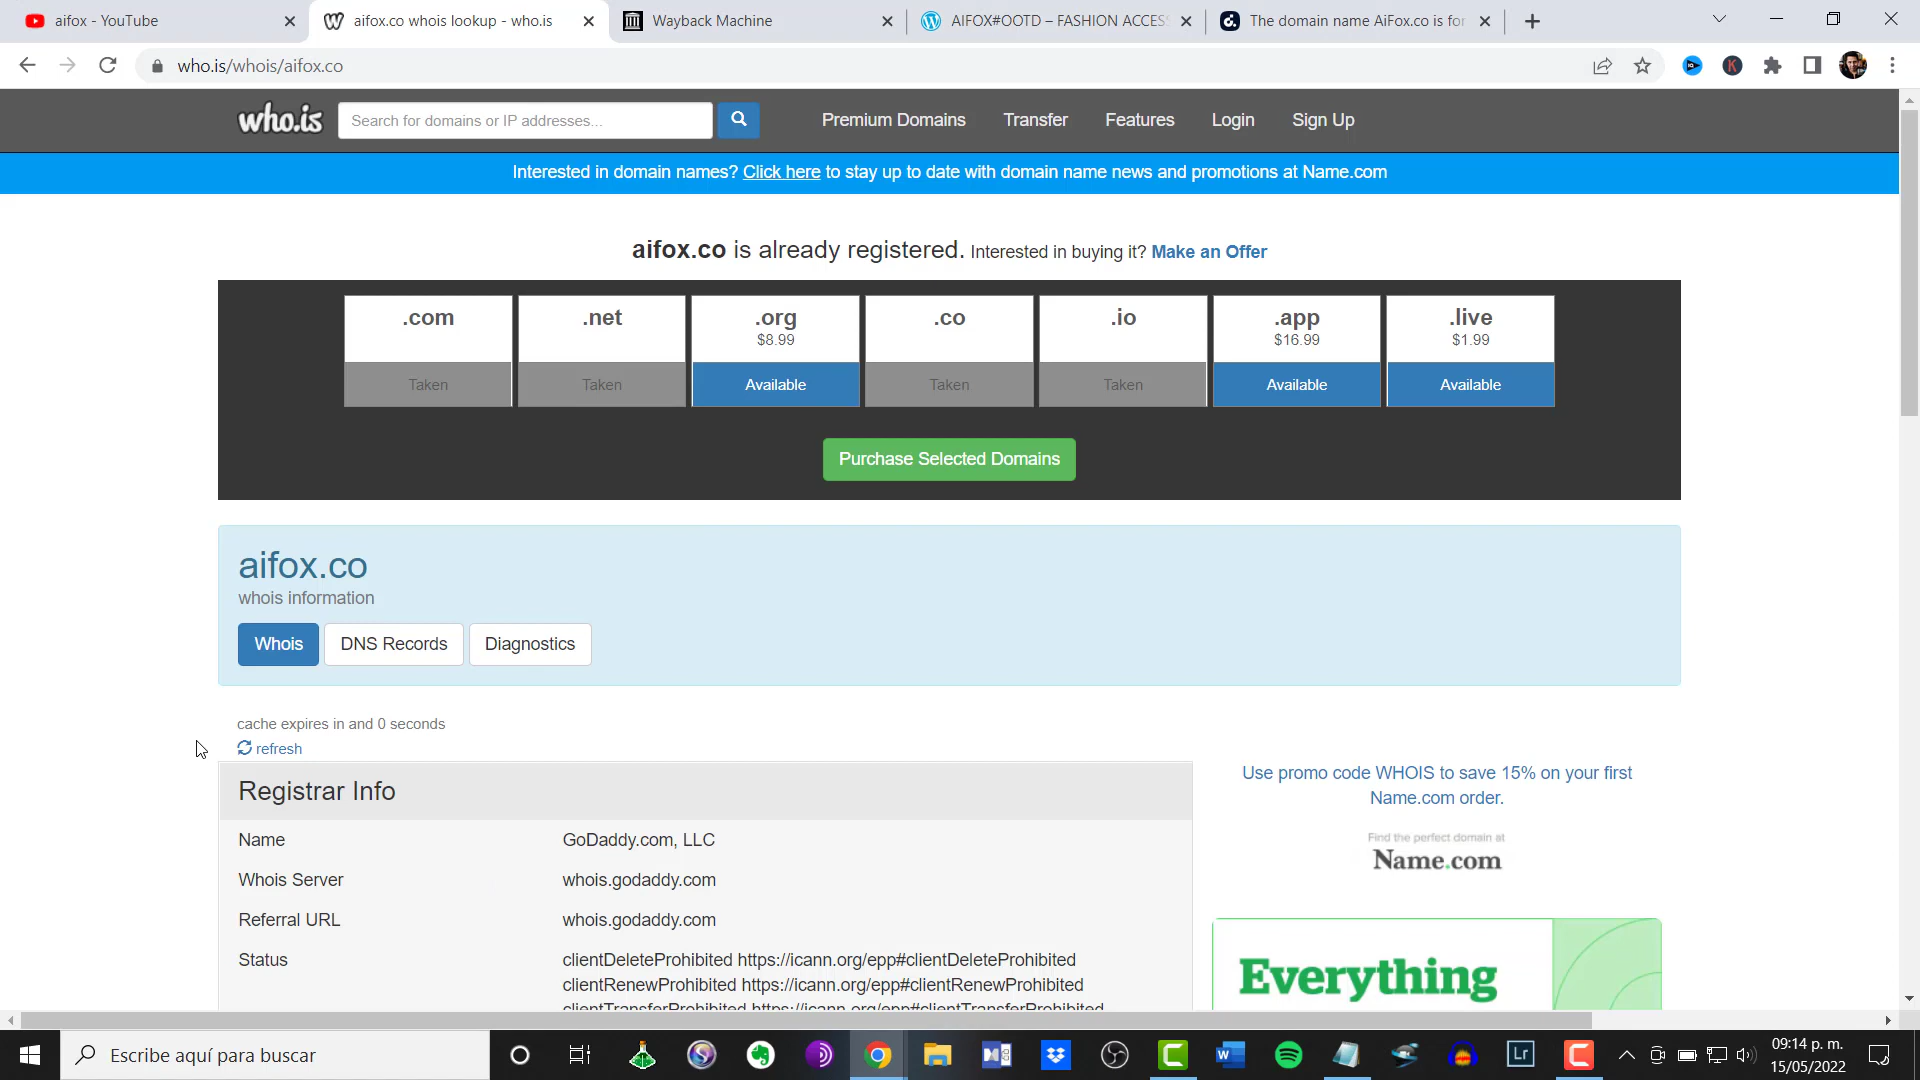 aifox - YouTube
aifox.co whois lookup - who.is
Wayback Machine
AIFOX#OOTD – FASHION ACCESS
The domain name AiFox.co is for
who.is/whois/aifox.co
who.is
Search for domains or IP addresses...
Premium Domains
Transfer
Features
Login
Sign Up
Interested in domain names? Click here to stay up to date with domain name news and promotions at Name.com
aifox.co is already registered. Interested in buying it? Make an Offer
.com
.net
.org
.co
.io
.app
.live
$8.99
$16.99
$1.99
Taken
Taken
Available
Taken
Taken
Available
Available
Purchase Selected Domains
aifox.co
whois information
Whois
DNS Records
Diagnostics
cache expires in and 0 seconds
refresh
Registrar Info
Name
GoDaddy.com, LLC
Whois Server
whois.godaddy.com
Referral URL
whois.godaddy.com
Status
clientDeleteProhibited https://icann.org/epp#clientDeleteProhibited
clientRenewProhibited https://icann.org/epp#clientRenewProhibited
clientTransferProhibited https://icann.org/epp#clientTransferProhibited
Use promo code WHOIS to save 15% on your first
Name.com order.
Find the perfect domain at
Name.com
Everything
Escribe aquí para buscar
Lr
09:14 p. m.
15/05/2022